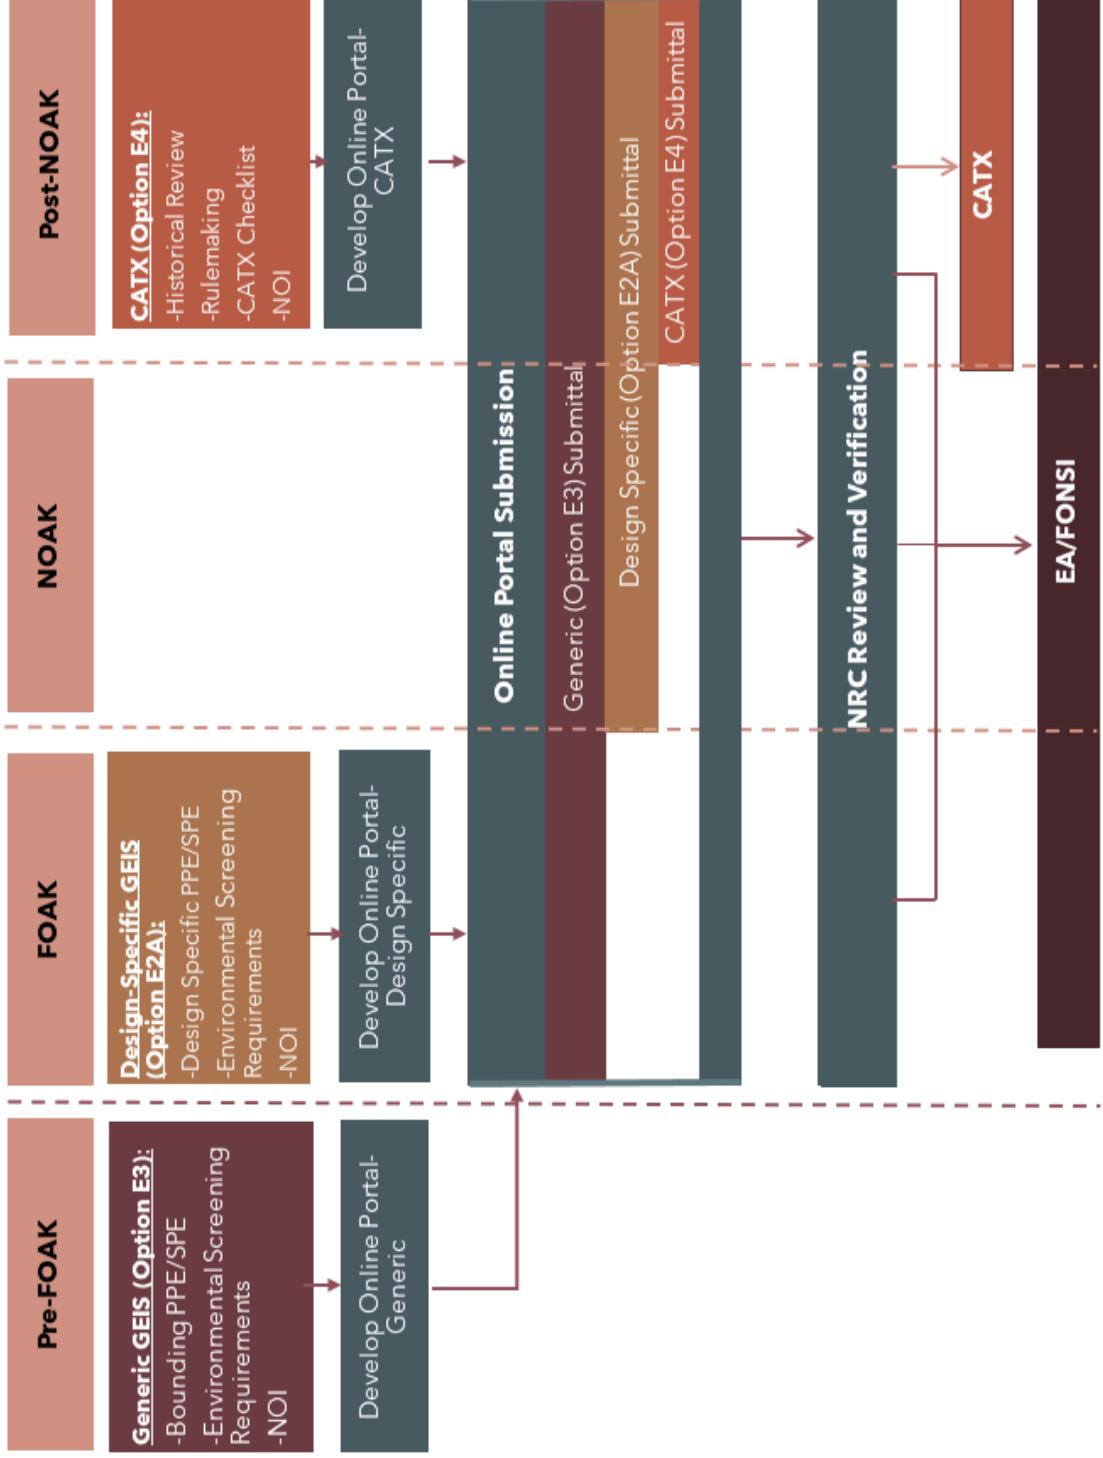 Pre-FOAK
FOAK
NOAK
Post-NOAK
Generic GEIS (Option E3):
-Bounding PPE/SPE
-Environmental Screening
Requirements
-NOI
Design-Specific GEIS
(Option E2A):
-Design Specific PPE/SPE
-Environmental Screening
Requirements
-NOI
CATX (Option E4):
-Historical Review
-Rulemaking
-CATX Checklist
-NOI
Develop Online Portal-
Generic
Develop Online Portal-
Design Specific
Develop Online Portal-
CATX
Online Portal Submission
Generic (Option E3) Submittal
Design Specific (Option E2A) Submittal
CATX (Option E4) Submittal
NRC Review and Verification
CATX
EA/FONSI